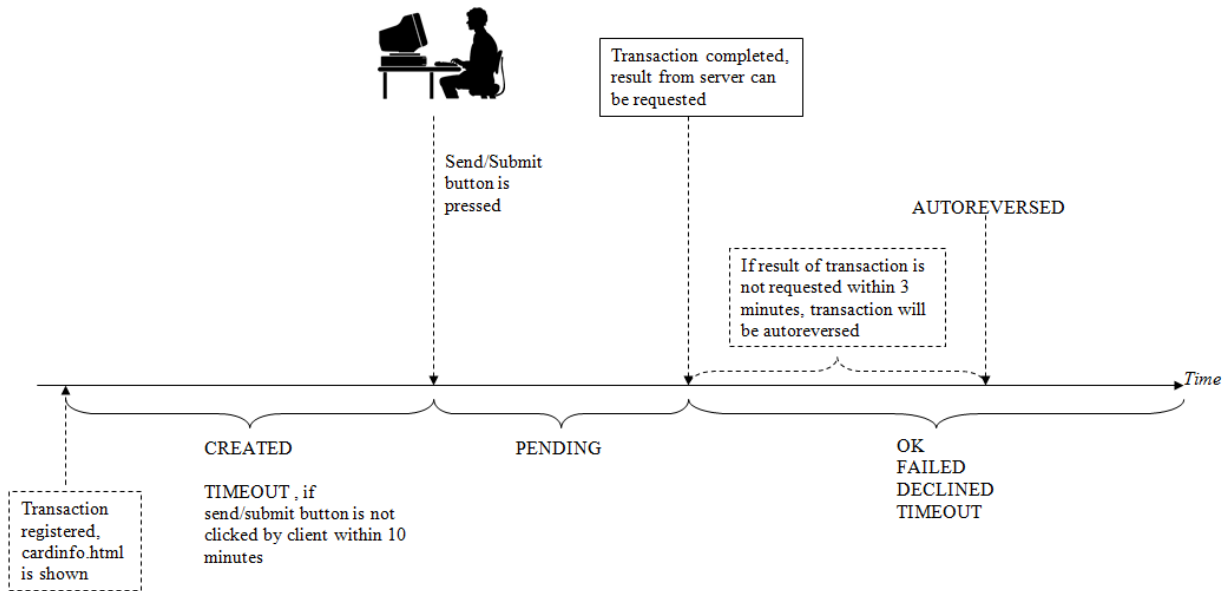 Transaction completed,
result from server can
be requested
Send/Submit
button is
pressed
AUTOREVERSED
If result of transaction is
not requested within 3
minutes, transaction will
be autoreversed
Time
CREATED
TIMEOUT , if
send/submit button is not
clicked by client within 10
minutes
PENDING
OK
FAILED
DECLINED
TIMEOUT
Transaction
registered,
cardinfo.html
is shown